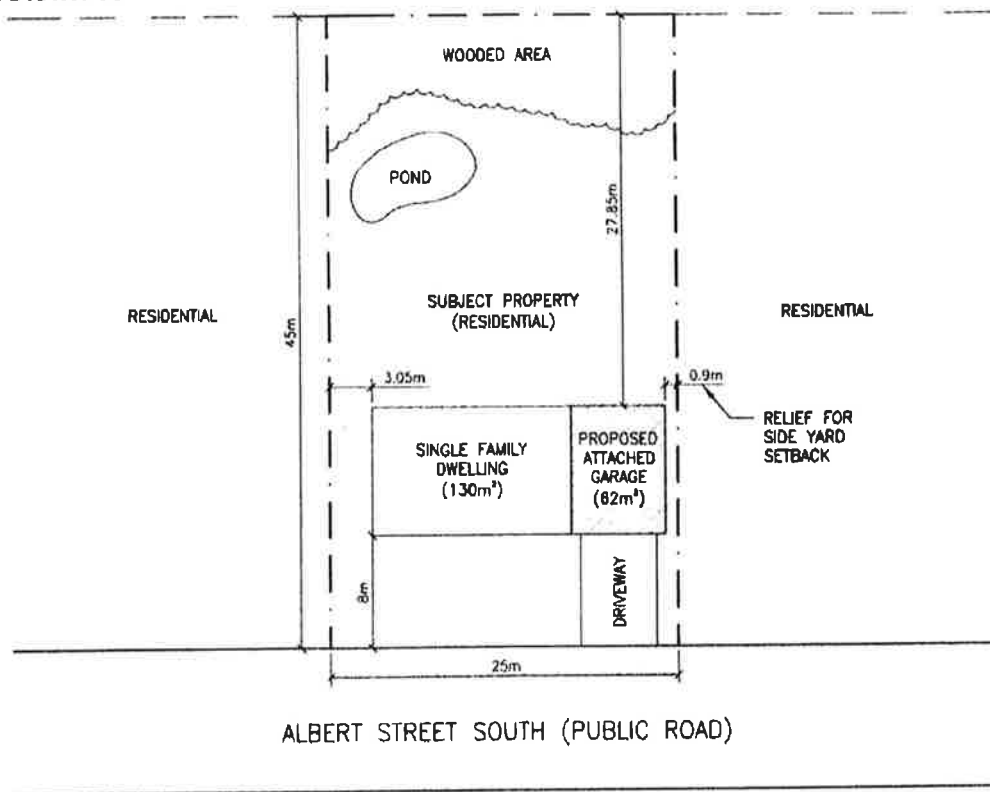 WOODED AREA
POND
27.85m
RESIDENTIAL
45m
SUBJECT PROPERTY
(RESIDENTIAL)
RESIDENTIAL
3.05m
0.9m
RELIEF FOR
SIDE YARD
SETBACK
SINGLE FAMILY
DWELLING
(130m²)
PROPOSED
ATTACHED
GARAGE
(62m²)
8m
DRIVEWAY
25m
ALBERT STREET SOUTH (PUBLIC ROAD)